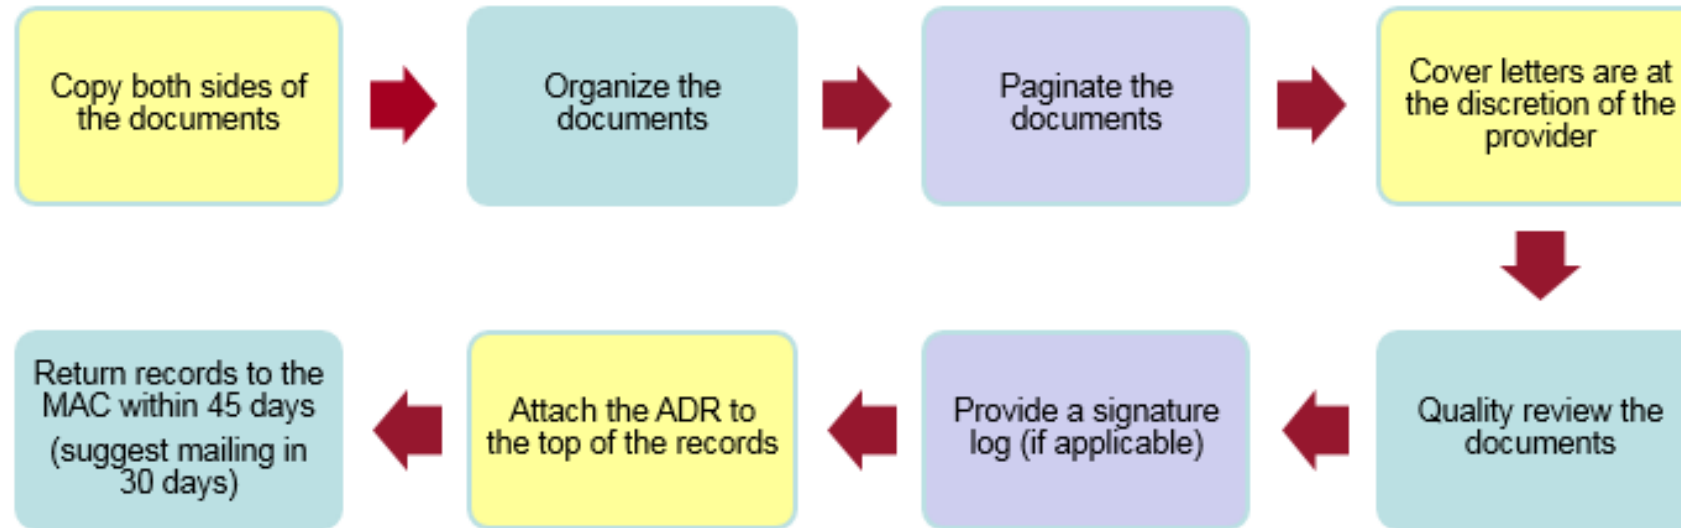 Copy both sides of
the documents
Organize the
documents
Paginate the
documents
Cover letters are at
the discretion of the
provider
Quality review the
documents
Provide a signature
log (if applicable)
Attach the ADR to
the top of the records
Return records to the
MAC within 45 days
(suggest mailing in
30 days)